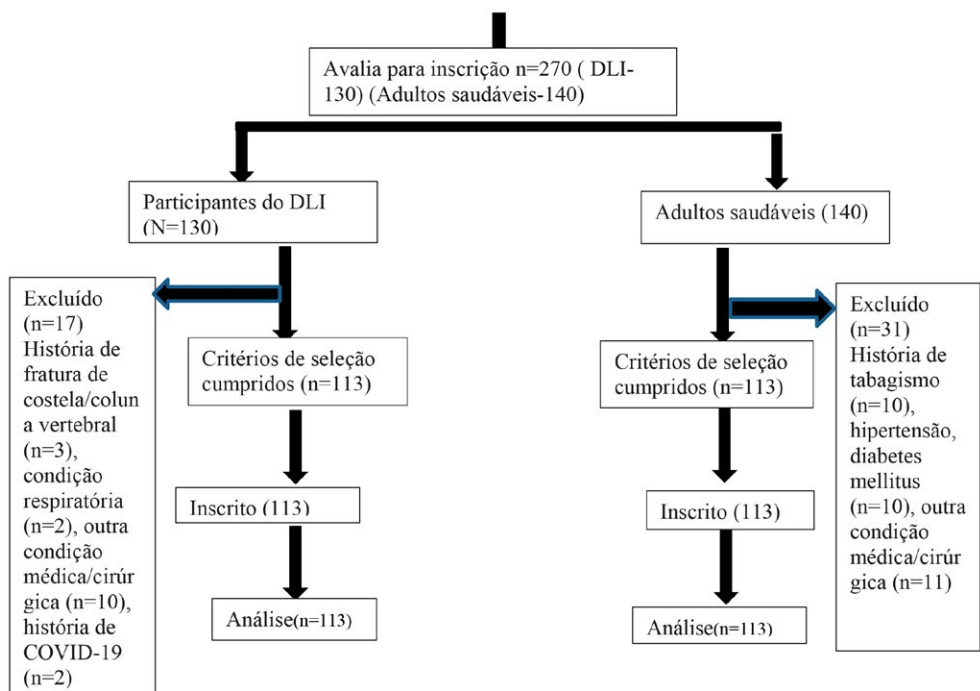 Avalia para inscrição n=270 ( DLI-
130) (Adultos saudáveis-140)
Participantes do DLI
(N=130)
Adultos saudáveis (140)
Excluído
(n=17)
História de
fratura de
costela/colun
a vertebral
(n=3),
condição
respiratória
(n=2), outra
condição
médica/cirúr
gica (n=10),
história de
COVID-19
(n=2)
Critérios de seleção
cumpridos (n=113)
Critérios de seleção
cumpridos (n=113)
Excluído
(n=31)
História de
tabagismo
(n=10),
hipertensão,
diabetes
mellitus
(n=10), outra
condição
médica/cirúr
gica (n=11)
Inscrito (113)
Inscrito (113)
Análise(n=113)
Análise(n=113)